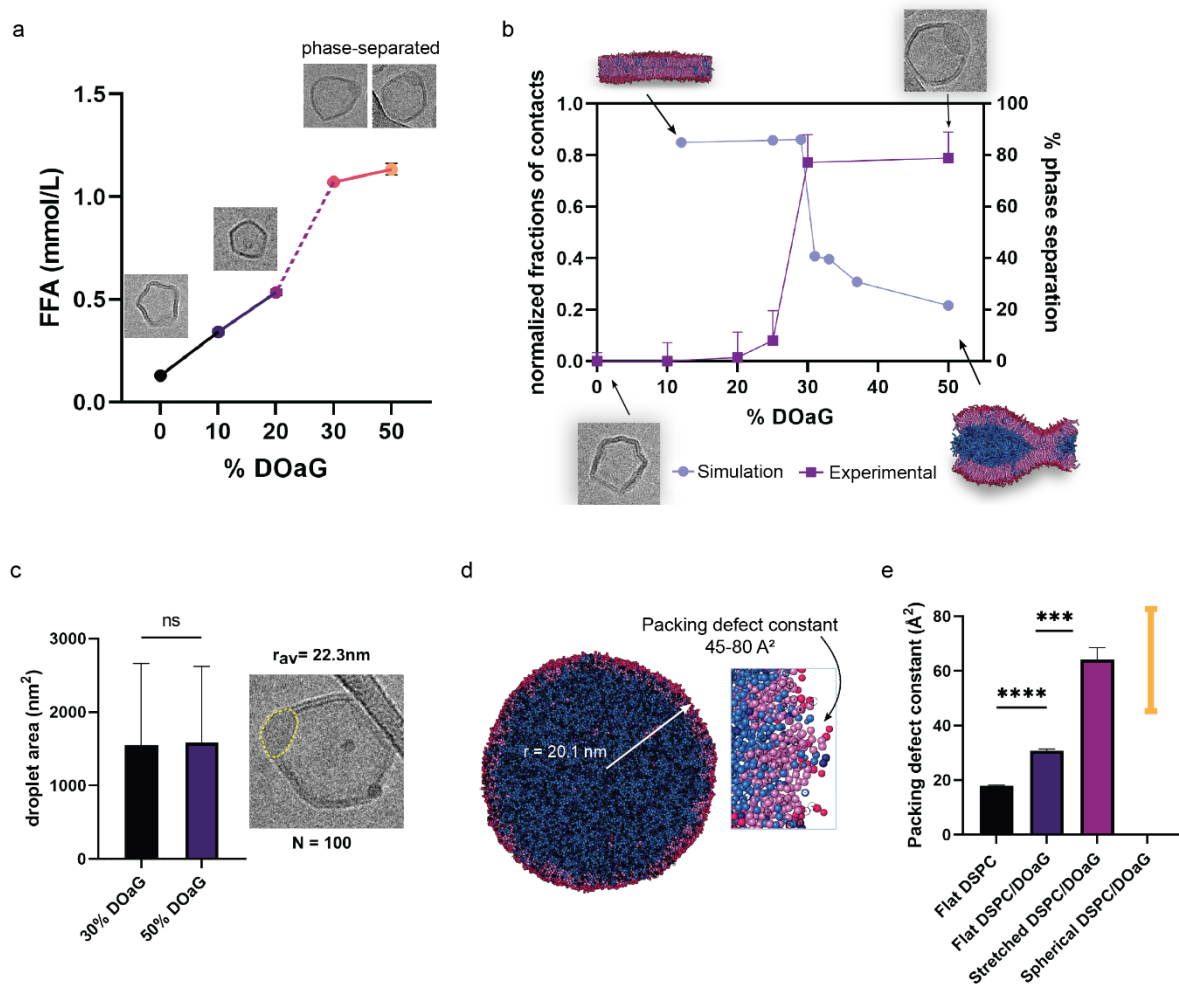 a
phase-separated
FFA (mmol/L)
1.5
1.0
0.5
0.0
0 10 20 30 50
% DOaG
b
normalized fractions of contacts
1.0
0.8
0.6
0.4
0.2
0.0
100
80
60
40
20
0
% phase separation
0 10 20 30 40 50
% DOaG
Simulation Experimental
c
ns
droplet area (nm²)
3000
2000
1000
0
30% DOaG
50% DOaG
rav= 22.3nm
N = 100
d
Packing defect constant
45-80 A²
r = 20.1 nm
e
Packing defect constant (Å²)
80
60
40
20
0
****
***
Flat DSPC
Flat DSPC/DOaG
Stretched DSPC/DOaG
Spherical DSPC/DOaG